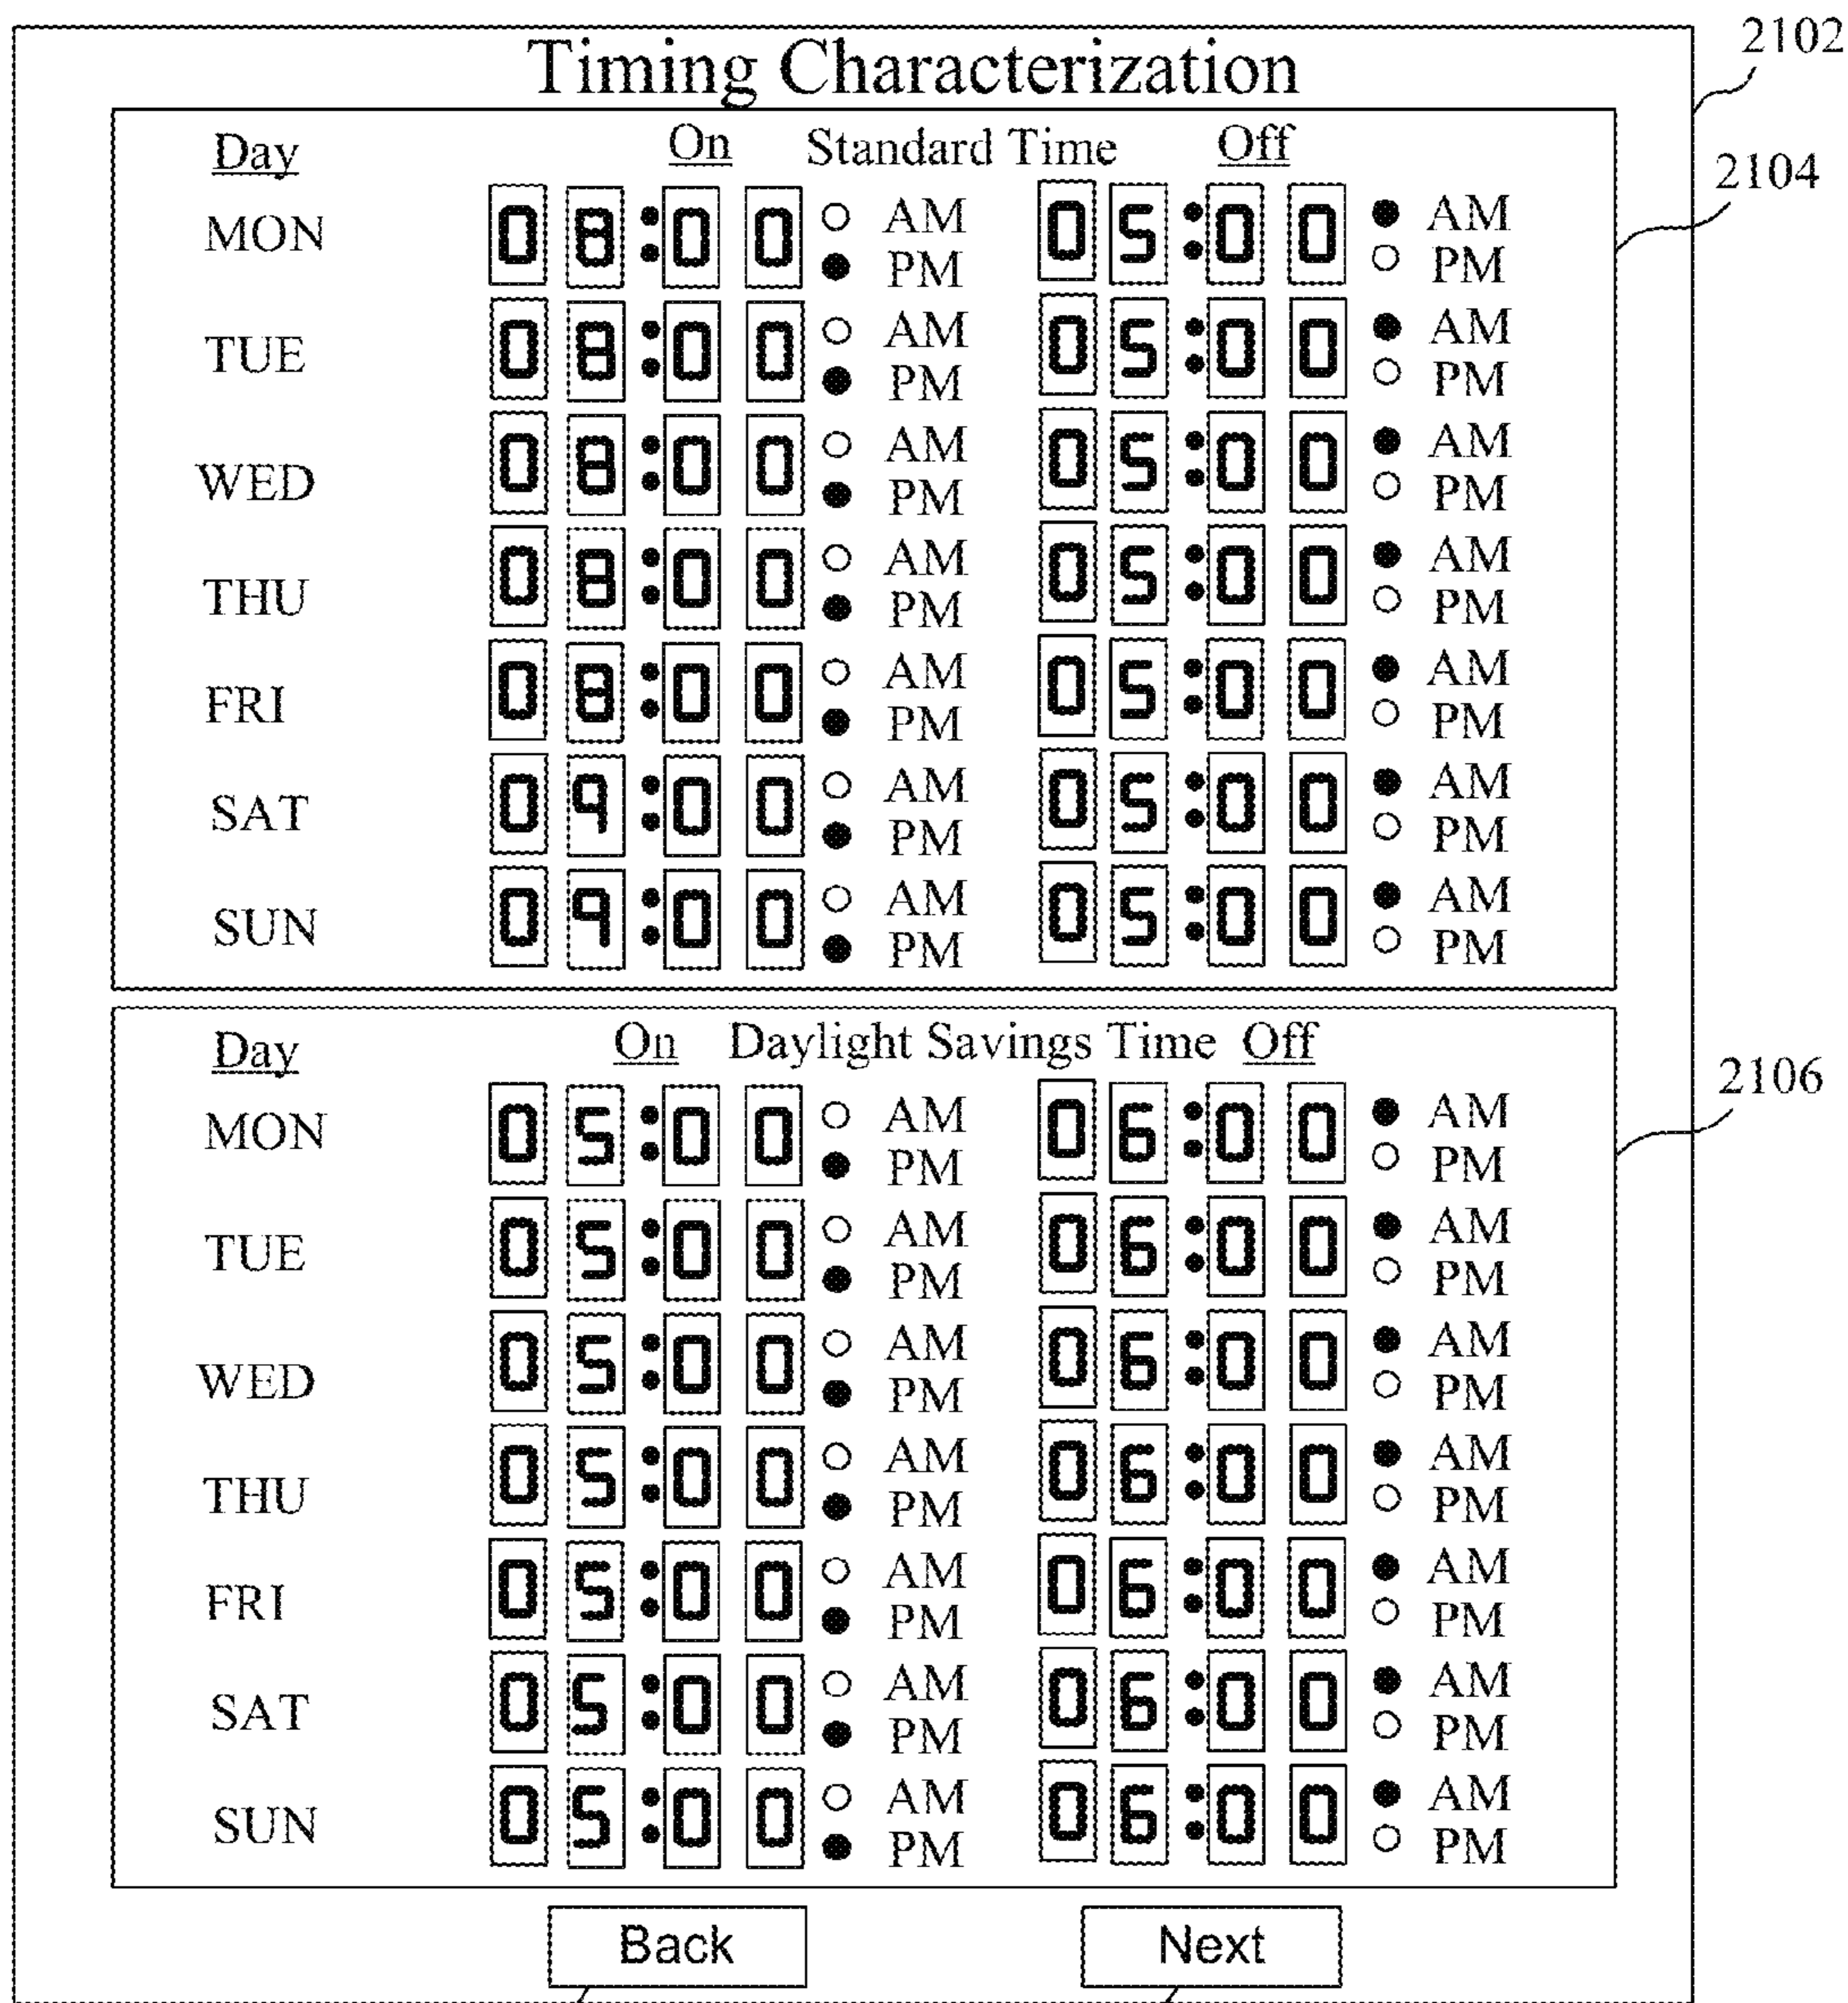 2102
Timing Characterization
Day On Standard Time Off
2104
MON 08:00 AM PM 05:00 AM PM
TUE 08:00 AM PM 05:00 AM PM
WED 08:00 AM PM 05:00 AM PM
THU 08:00 AM PM 05:00 AM PM
FRI 08:00 AM PM 05:00 AM PM
SAT 09:00 AM PM 05:00 AM PM
SUN 09:00 AM PM 05:00 AM PM
Day On Daylight Savings Time Off
2106
MON 05:00 AM PM 06:00 AM PM
TUE 05:00 AM PM 06:00 AM PM
WED 05:00 AM PM 06:00 AM PM
THU 05:00 AM PM 06:00 AM PM
FRI 05:00 AM PM 06:00 AM PM
SAT 05:00 AM PM 06:00 AM PM
SUN 05:00 AM PM 06:00 AM PM
Back Next